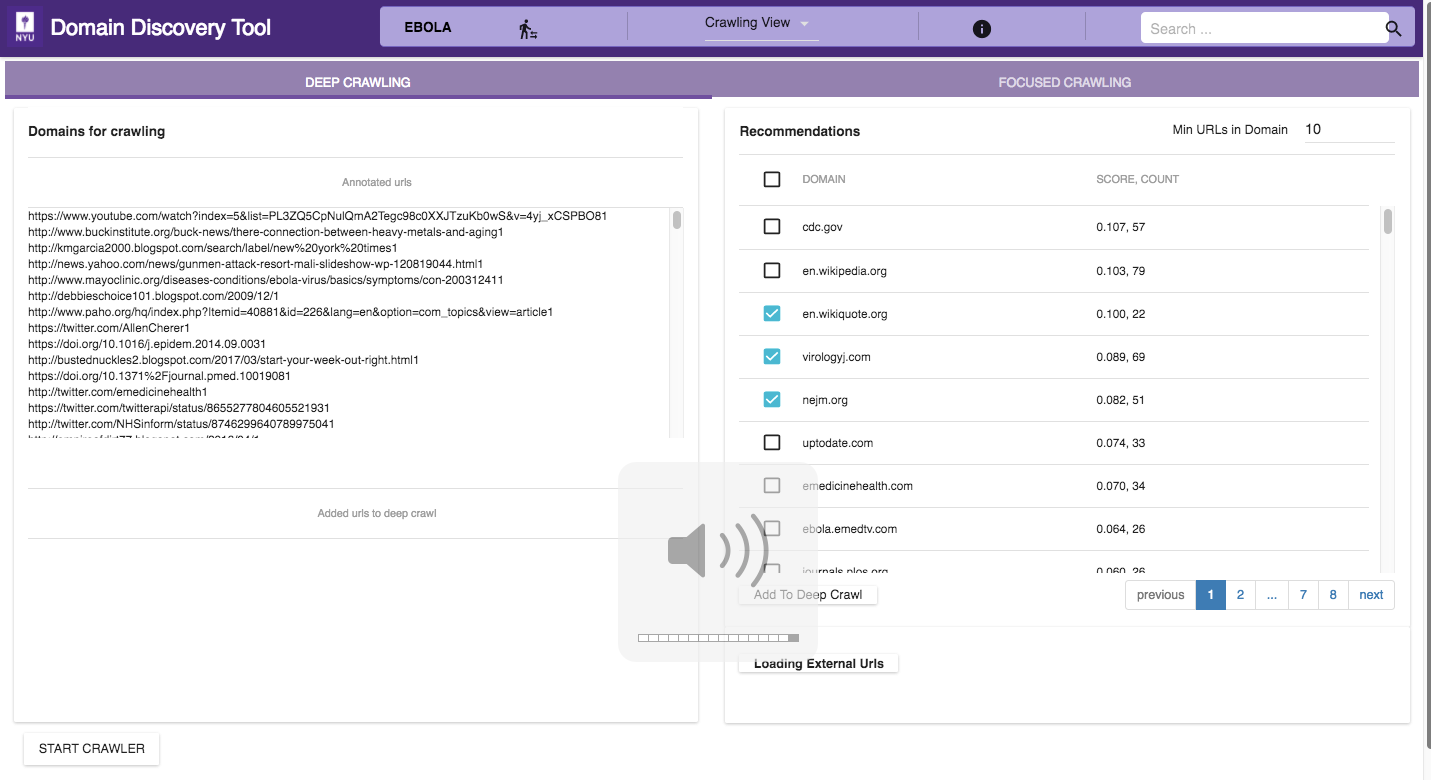 NYU
Domain Discovery Tool
EBOLA
Crawling View
Search ...
DEEP CRAWLING
FOCUSED CRAWLING
Domains for crawling
Annotated urls
https://www.youtube.com/watch?index=5&list=PL3ZQ5CpNulQmA2Tegc98c0XXJTzuKb0wS&v=4yj_xCSPBO81
http://www.buckinstitute.org/buck-news/there-connection-between-heavy-metals-and-aging1
http://kmgarcia2000.blogspot.com/search/label/new%20york%20times1
http://news.yahoo.com/news/gunmen-attack-resort-mali-slideshow-wp-120819044.html1
http://www.mayoclinic.org/diseases-conditions/ebola-virus/basics/symptoms/con-200312411
http://debbieschoice101.blogspot.com/2009/12/1
http://www.paho.org/hq/index.php?Itemid=40881&id=226&lang=en&option=com_topics&view=article1
https://twitter.com/AllenCherer1
https://doi.org/10.1016/j.epidem.2014.09.0031
http://bustednuckles2.blogspot.com/2017/03/start-your-week-out-right.html1
https://doi.org/10.1371%2Fjournal.pmed.10019081
http://twitter.com/emedicinehealth1
https://twitter.com/twitterapi/status/8655277804605521931
http://twitter.com/NHSinform/status/8746299640789975041
Added urls to deep crawl
START CRAWLER
Recommendations
Min URLs in Domain 10
DOMAIN SCORE, COUNT
cdc.gov 0.107, 57
en.wikipedia.org 0.103, 79
en.wikiquote.org 0.100, 22
virologyj.com 0.089, 69
nejm.org 0.082, 51
uptodate.com 0.074, 33
emedicinehealth.com 0.070, 34
ebola.emedtv.com 0.064, 26
journals.plos.org 0.060, 26
Add To Deep Crawl
previous 1 2 ... 7 8 next
Loading External Urls